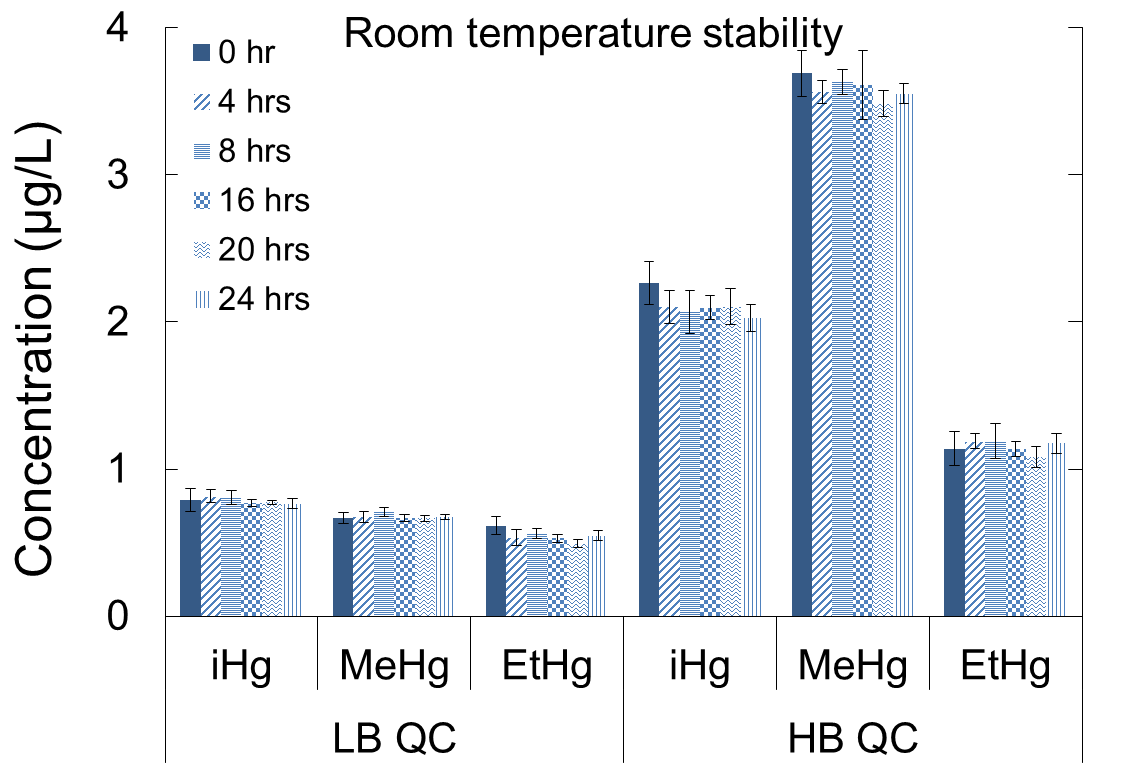 Room temperature stability
0 hr
4 hrs
8 hrs
16 hrs
20 hrs
24 hrs
Concentration (µg/L)
4
3
2
1
0
iHg MeHg EtHg iHg MeHg EtHg
LB QC HB QC